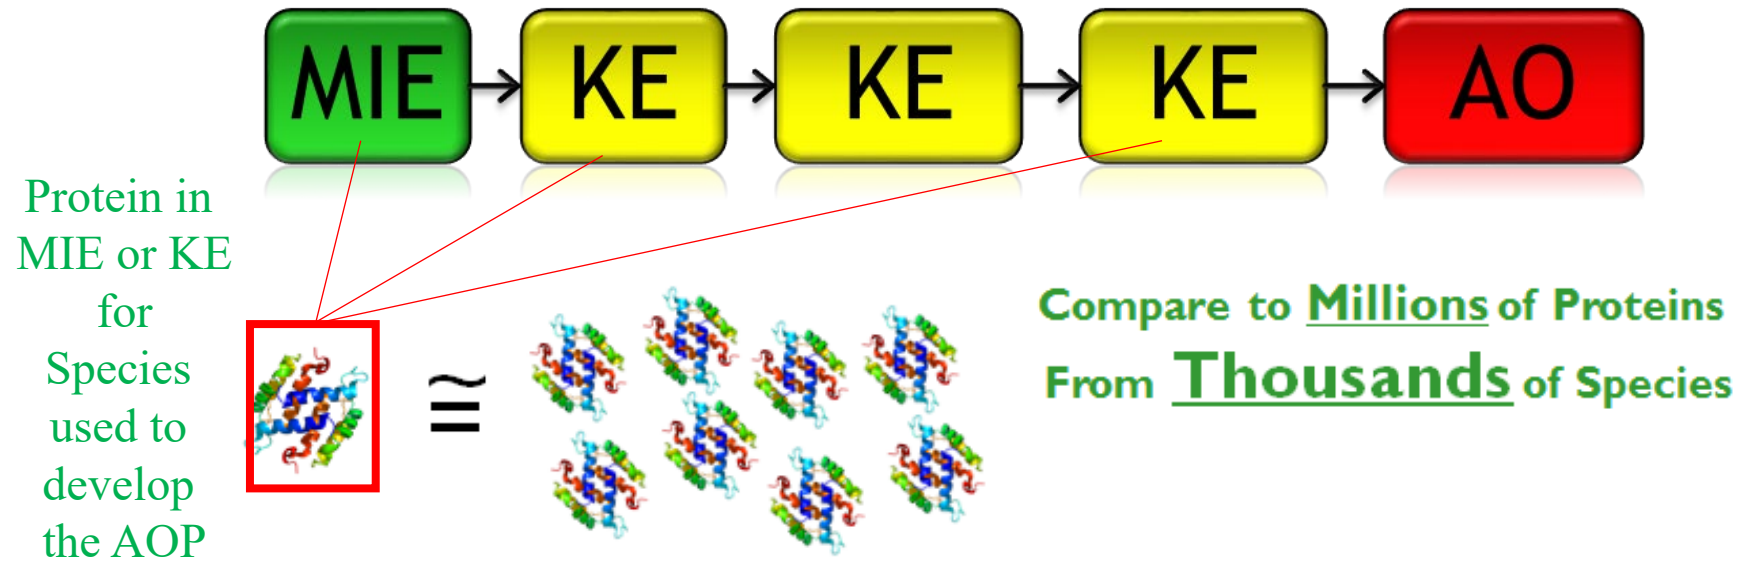 MIE KE KE KE AO
Protein in
MIE or KE
for
Species
used to
develop
the AOP
≅
Compare to Millions of Proteins
From Thousands of Species